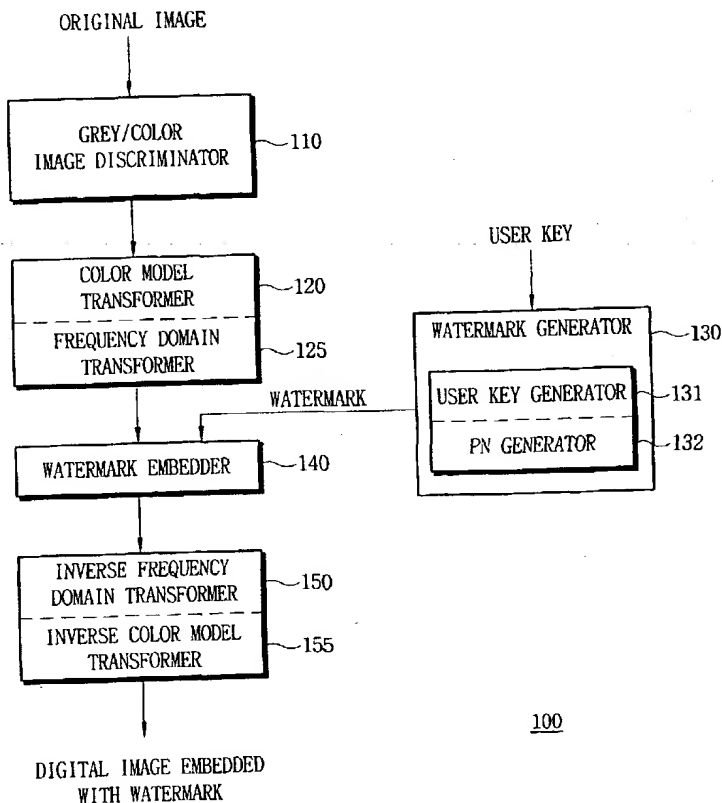 ORIGINAL IMAGE
GREY/COLOR
IMAGE DISCRIMINATOR
110
COLOR MODEL
TRANSFORMER
120
FREQUENCY DOMAIN
TRANSFORMER
125
USER KEY
WATERMARK GENERATOR
130
USER KEY GENERATOR
131
PN GENERATOR
132
WATERMARK
WATERMARK EMBEDDER
140
INVERSE FREQUENCY
DOMAIN TRANSFORMER
150
INVERSE COLOR MODEL
TRANSFORMER
155
100
DIGITAL IMAGE EMBEDDED
WITH WATERMARK